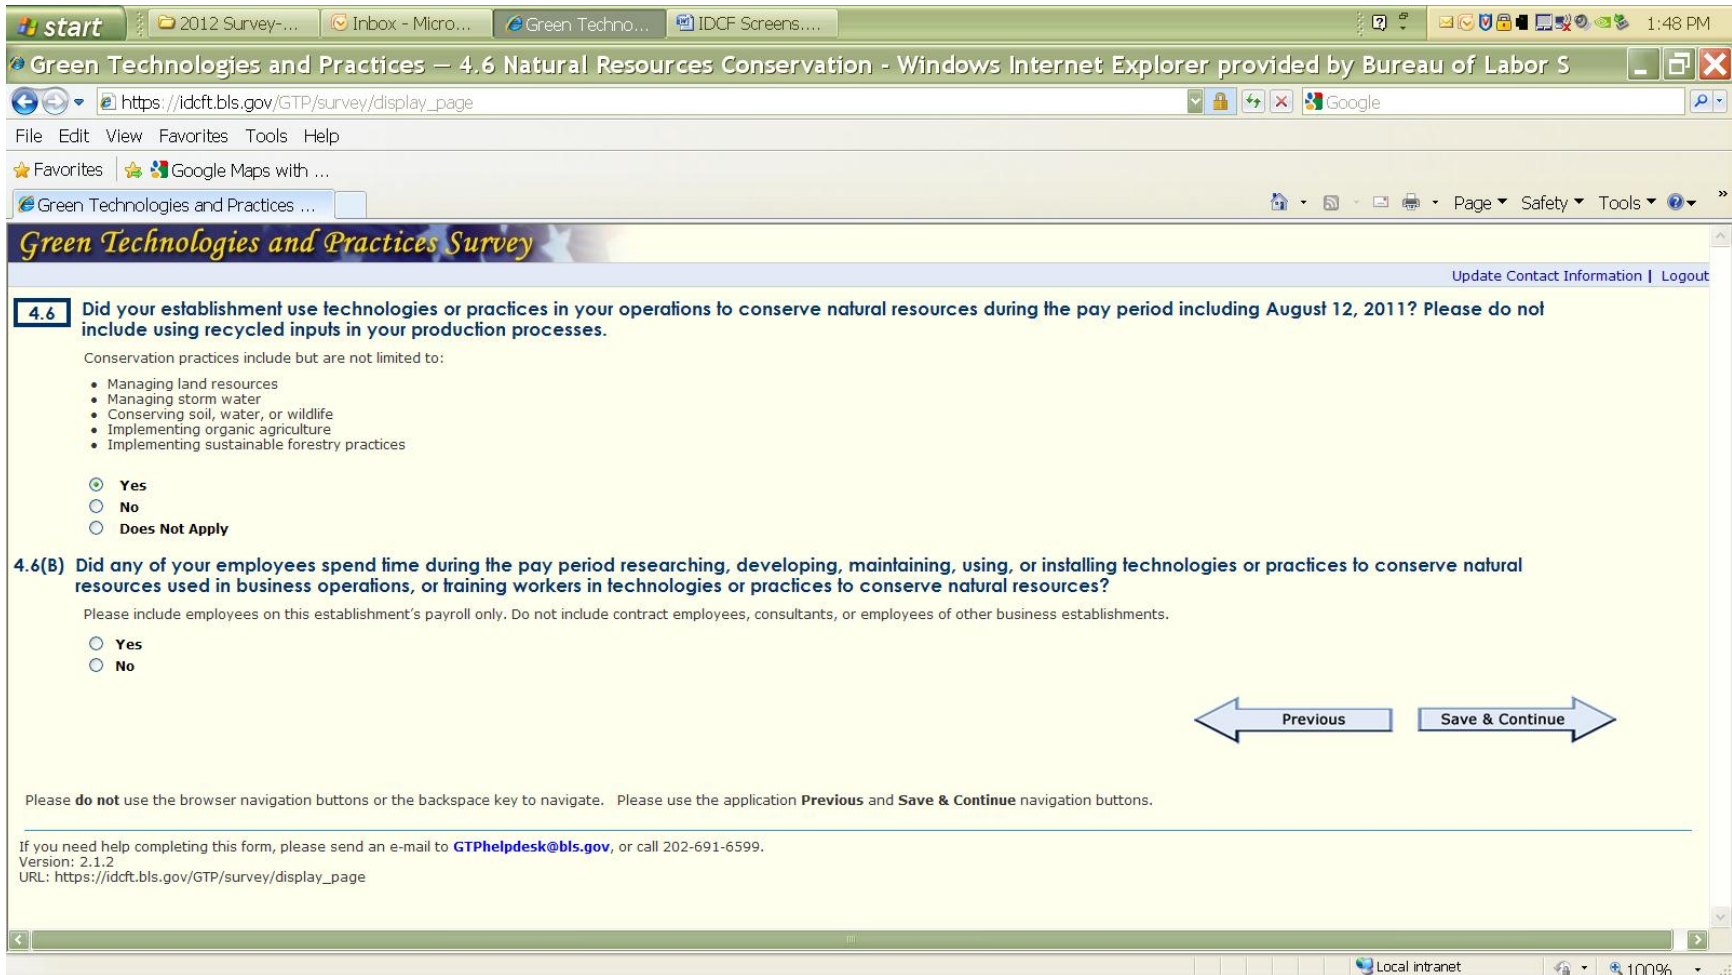 start
2012 Survey-...
Inbox - Micro...
Green Techno...
IDCF Screens....
1:48 PM
Green Technologies and Practices — 4.6 Natural Resources Conservation - Windows Internet Explorer provided by Bureau of Labor S
https://idcft.bls.gov/GTP/survey/display_page
Google
File Edit View Favorites Tools Help
Favorites
Google Maps with ...
Green Technologies and Practices ...
Page Safety Tools »
Green Technologies and Practices Survey
Update Contact Information | Logout
4.6 Did your establishment use technologies or practices in your operations to conserve natural resources during the pay period including August 12, 2011? Please do not
include using recycled inputs in your production processes.
Conservation practices include but are not limited to:
• Managing land resources
• Managing storm water
• Conserving soil, water, or wildlife
• Implementing organic agriculture
• Implementing sustainable forestry practices
Yes
No
Does Not Apply
4.6(B) Did any of your employees spend time during the pay period researching, developing, maintaining, using, or installing technologies or practices to conserve natural
resources used in business operations, or training workers in technologies or practices to conserve natural resources?
Please include employees on this establishment's payroll only. Do not include contract employees, consultants, or employees of other business establishments.
Yes
No
Previous
Save & Continue
Please do not use the browser navigation buttons or the backspace key to navigate. Please use the application Previous and Save & Continue navigation buttons.
If you need help completing this form, please send an e-mail to GTPhelpdesk@bls.gov, or call 202-691-6599.
Version: 2.1.2
URL: https://idcft.bls.gov/GTP/survey/display_page
Local intranet
100%